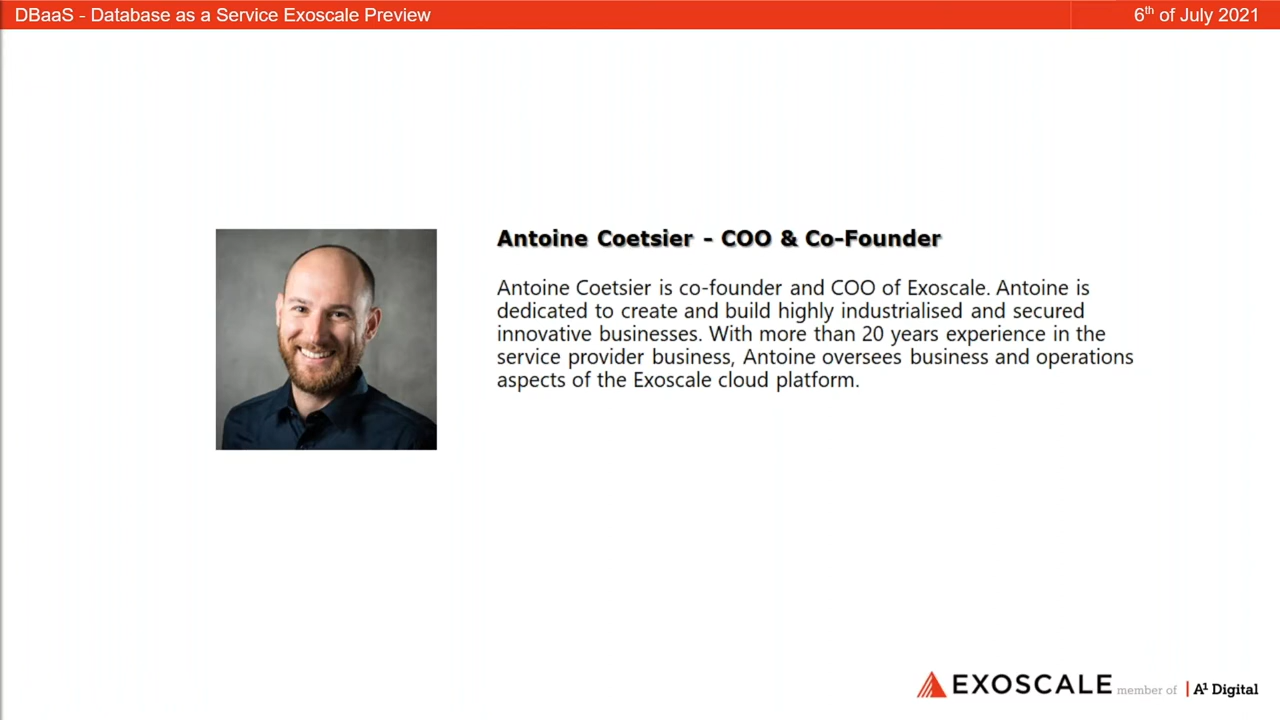 DBaaS - Database as a Service Exoscale Preview
6th of July 2021
Antoine Coetsier - COO & Co-Founder
Antoine Coetsier is co-founder and COO of Exoscale. Antoine is
dedicated to create and build highly industrialised and secured
innovative businesses. With more than 20 years experience in the
service provider business, Antoine oversees business and operations
aspects of the Exoscale cloud platform.
EXOSCALE member of | A1 Digital